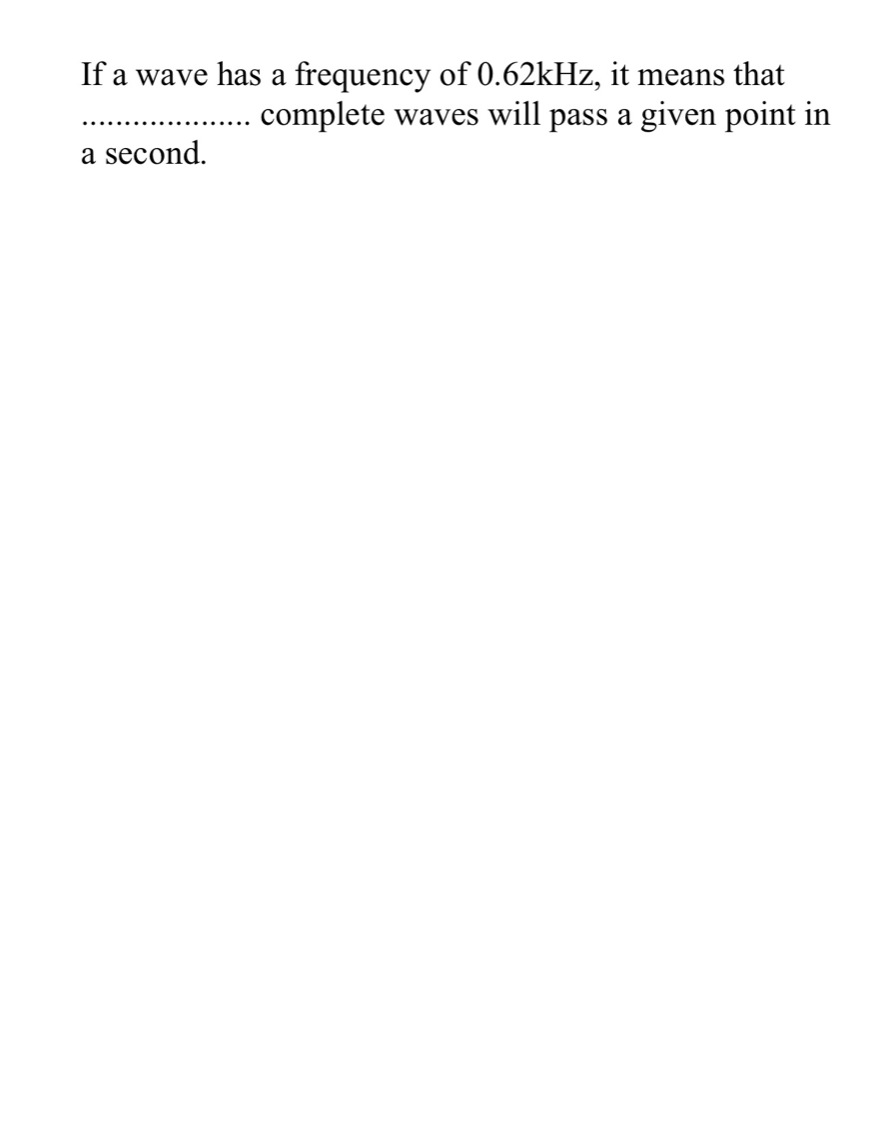 If a wave has a frequency of 0.62kHz, it means that
.................... complete waves will pass a given point in
a second.